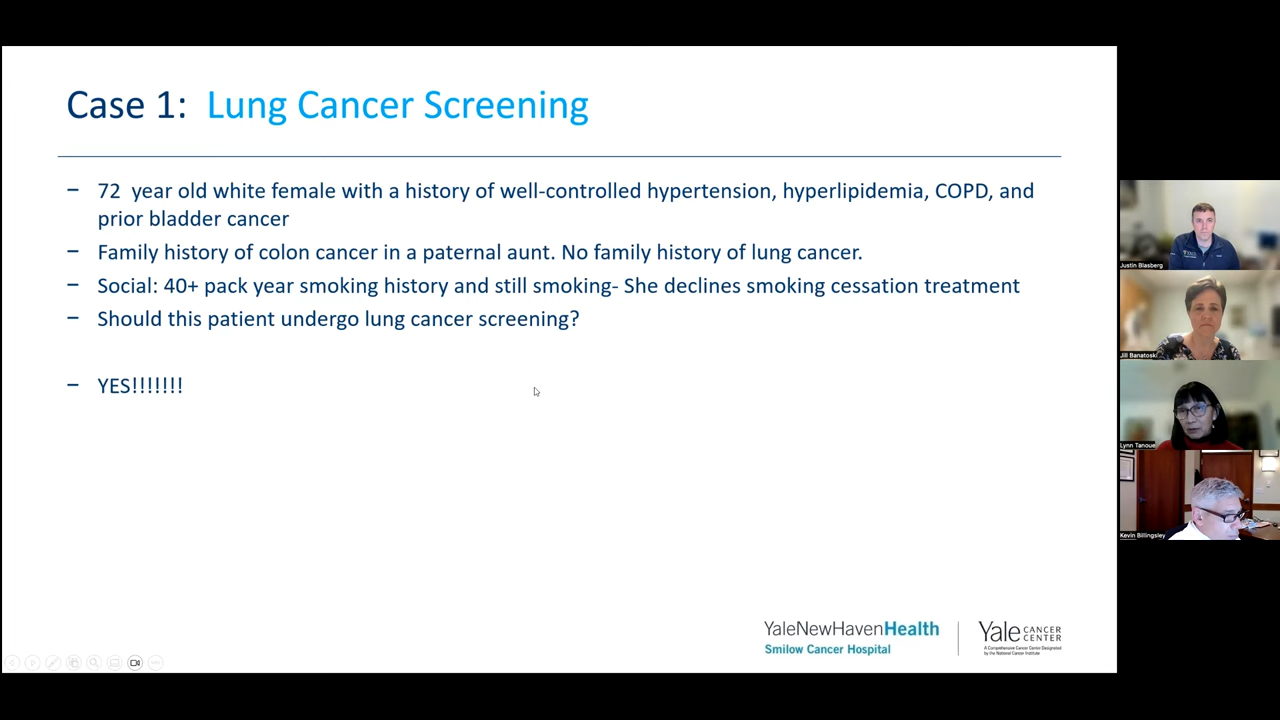 Case 1: Lung Cancer Screening
– 72 year old white female with a history of well-controlled hypertension, hyperlipidemia, COPD, and
prior bladder cancer
– Family history of colon cancer in a paternal aunt. No family history of lung cancer.
– Social: 40+ pack year smoking history and still smoking- She declines smoking cessation treatment
– Should this patient undergo lung cancer screening?
– YES!!!!!!!
YaleNewHavenHealth
Smilow Cancer Hospital
Yale CANCER
CENTER
A Comprehensive Cancer Center Designated
by the National Cancer Institute
Justin Blasberg
Jill Banatoski
Lynn Tanoue
Kevin Billingsley